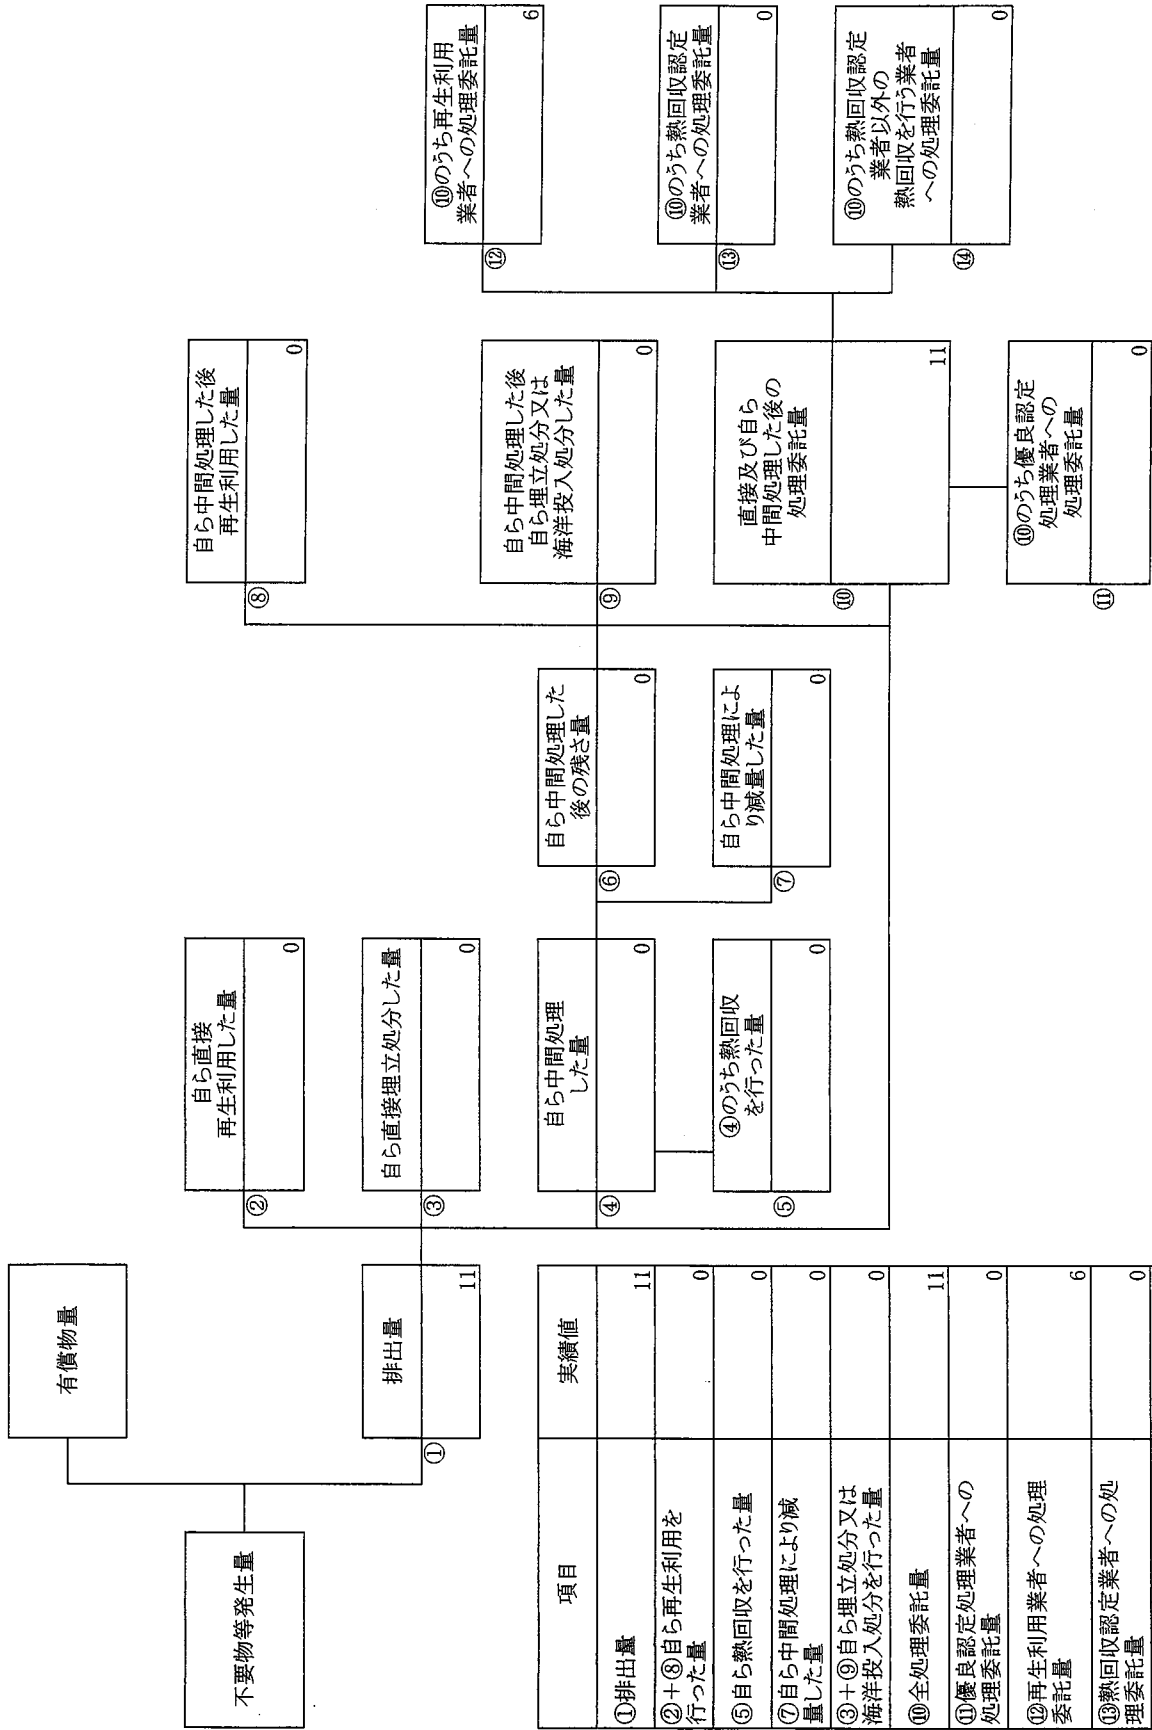 不要物等発生量
有償物量
①
排出量
11
②
自ら直接
再生利用した量
0
③
自ら直接埋立処分した量
0
④
自ら中間処理
した量
0
⑤
④のうち熱回収
を行った量
0
⑥
自ら中間処理した
後の残さ量
0
⑦
自ら中間処理によ
り減量した量
0
⑧
自ら中間処理した後
再生利用した量
0
⑨
自ら中間処理した後
自ら埋立処分又は
海洋投入処分した量
0
⑩
直接及び自ら
中間処理した後の
処理委託量
11
⑪
⑩のうち優良認定
処理業者への
処理委託量
0
⑫
⑩のうち再生利用
業者への処理委託量
6
⑬
⑩のうち熱回収認定
業者への処理委託量
0
⑭
⑩のうち熱回収認定
業者以外の
熱回収を行う業者
への処理委託量
0
項目
実績値
①排出量
11
②+⑧自ら再生利用を
行った量
0
⑤自ら熱回収を行った量
0
⑦自ら中間処理により減
量した量
0
③+⑨自ら埋立処分又は
海洋投入処分を行った量
0
⑩全処理委託量
11
⑪優良認定処理業者への
処理委託量
0
⑫再生利用業者への処理
委託量
6
⑬熱回収認定業者への処
理委託量
0